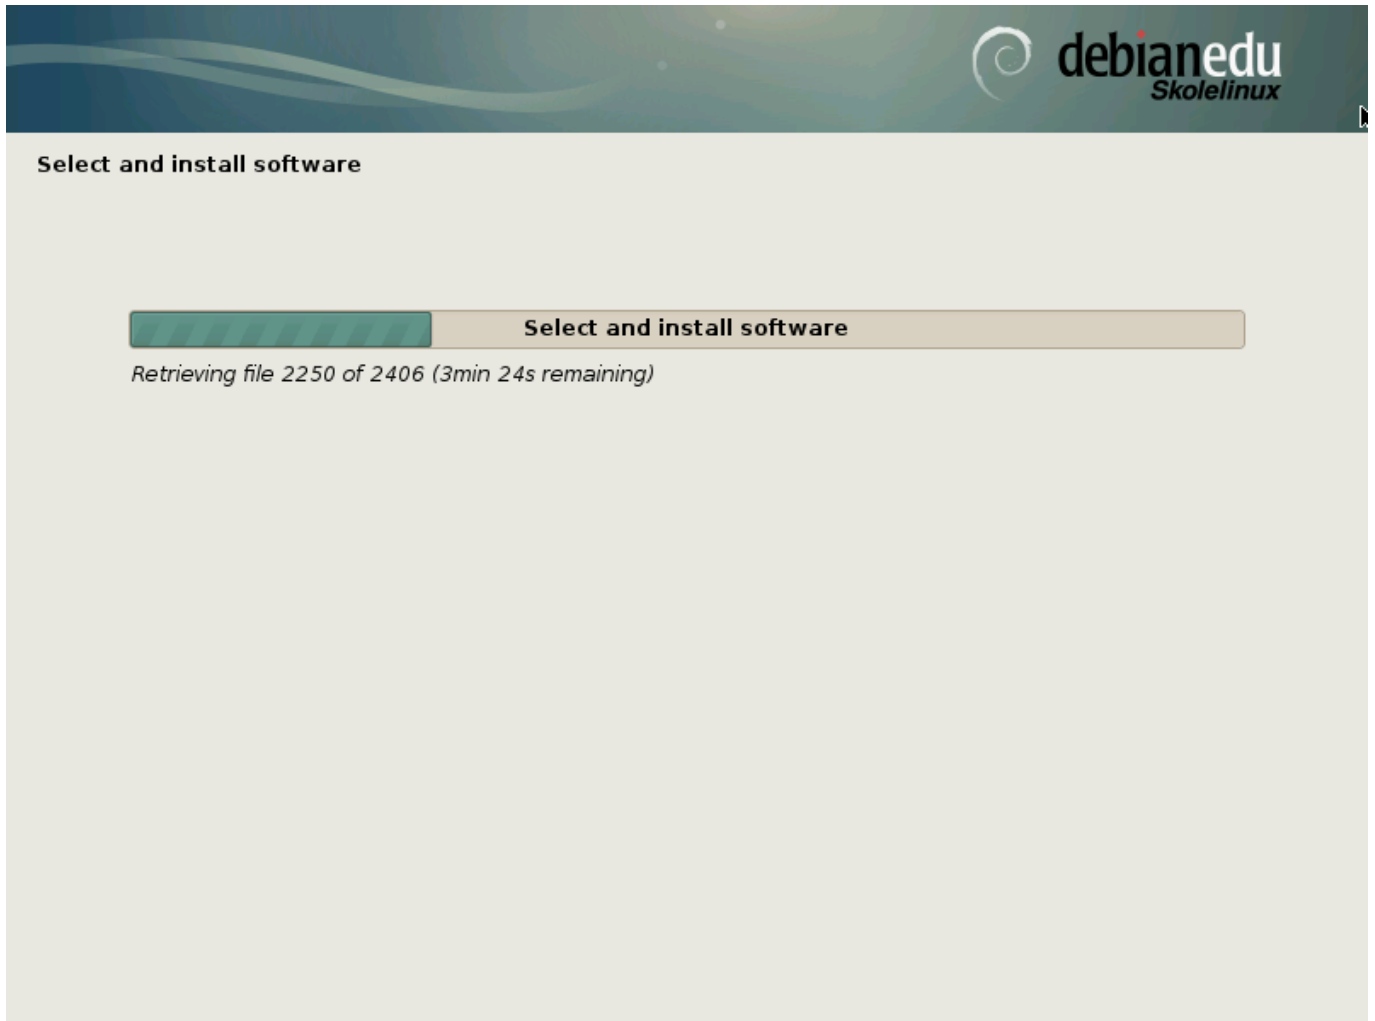 debianedu
Skolelinux
Select and install software
Select and install software
Retrieving file 2250 of 2406 (3min 24s remaining)